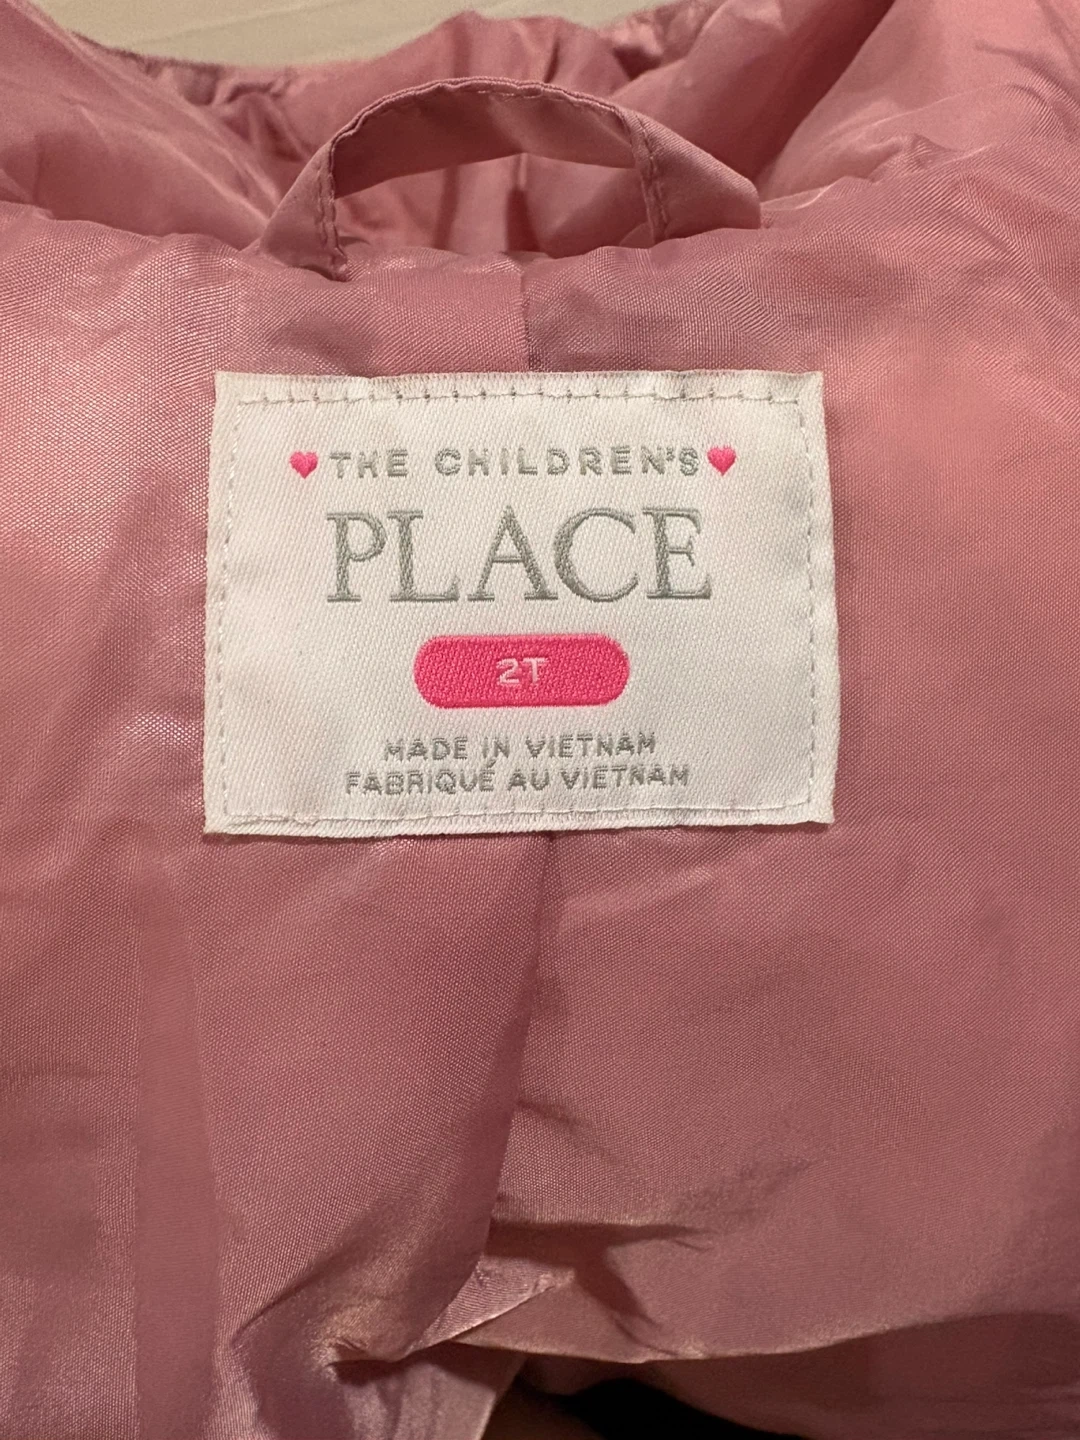 THE CHILDREN'S
PLACE
2T
MADE IN VIETNAM
FABRIQUÉ AU VIETNAM